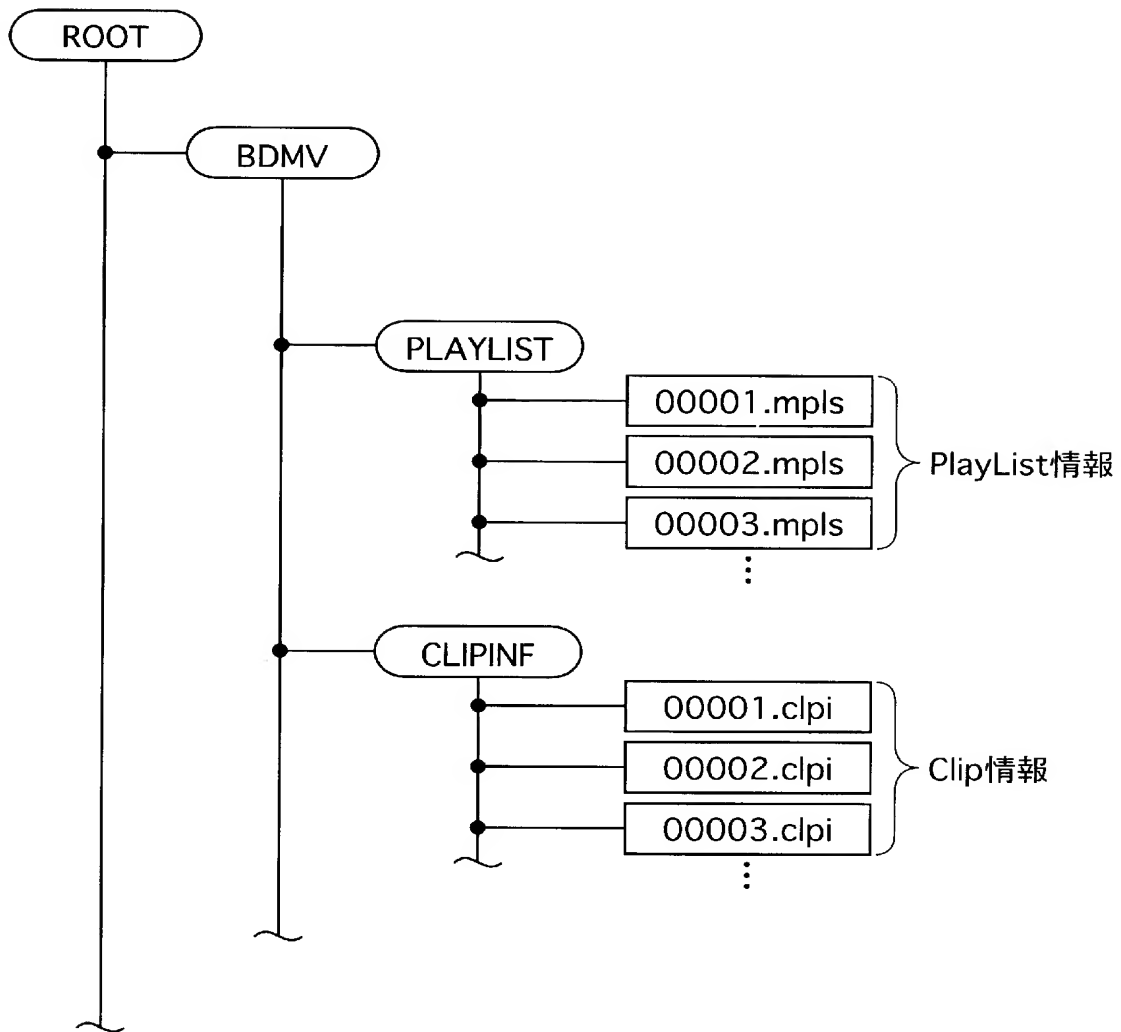 ROOT
BDMV
PLAYLIST
00001.mpls
00002.mpls
00003.mpls
PlayList情報
CLIPINF
00001.clpi
00002.clpi
00003.clpi
Clip情報